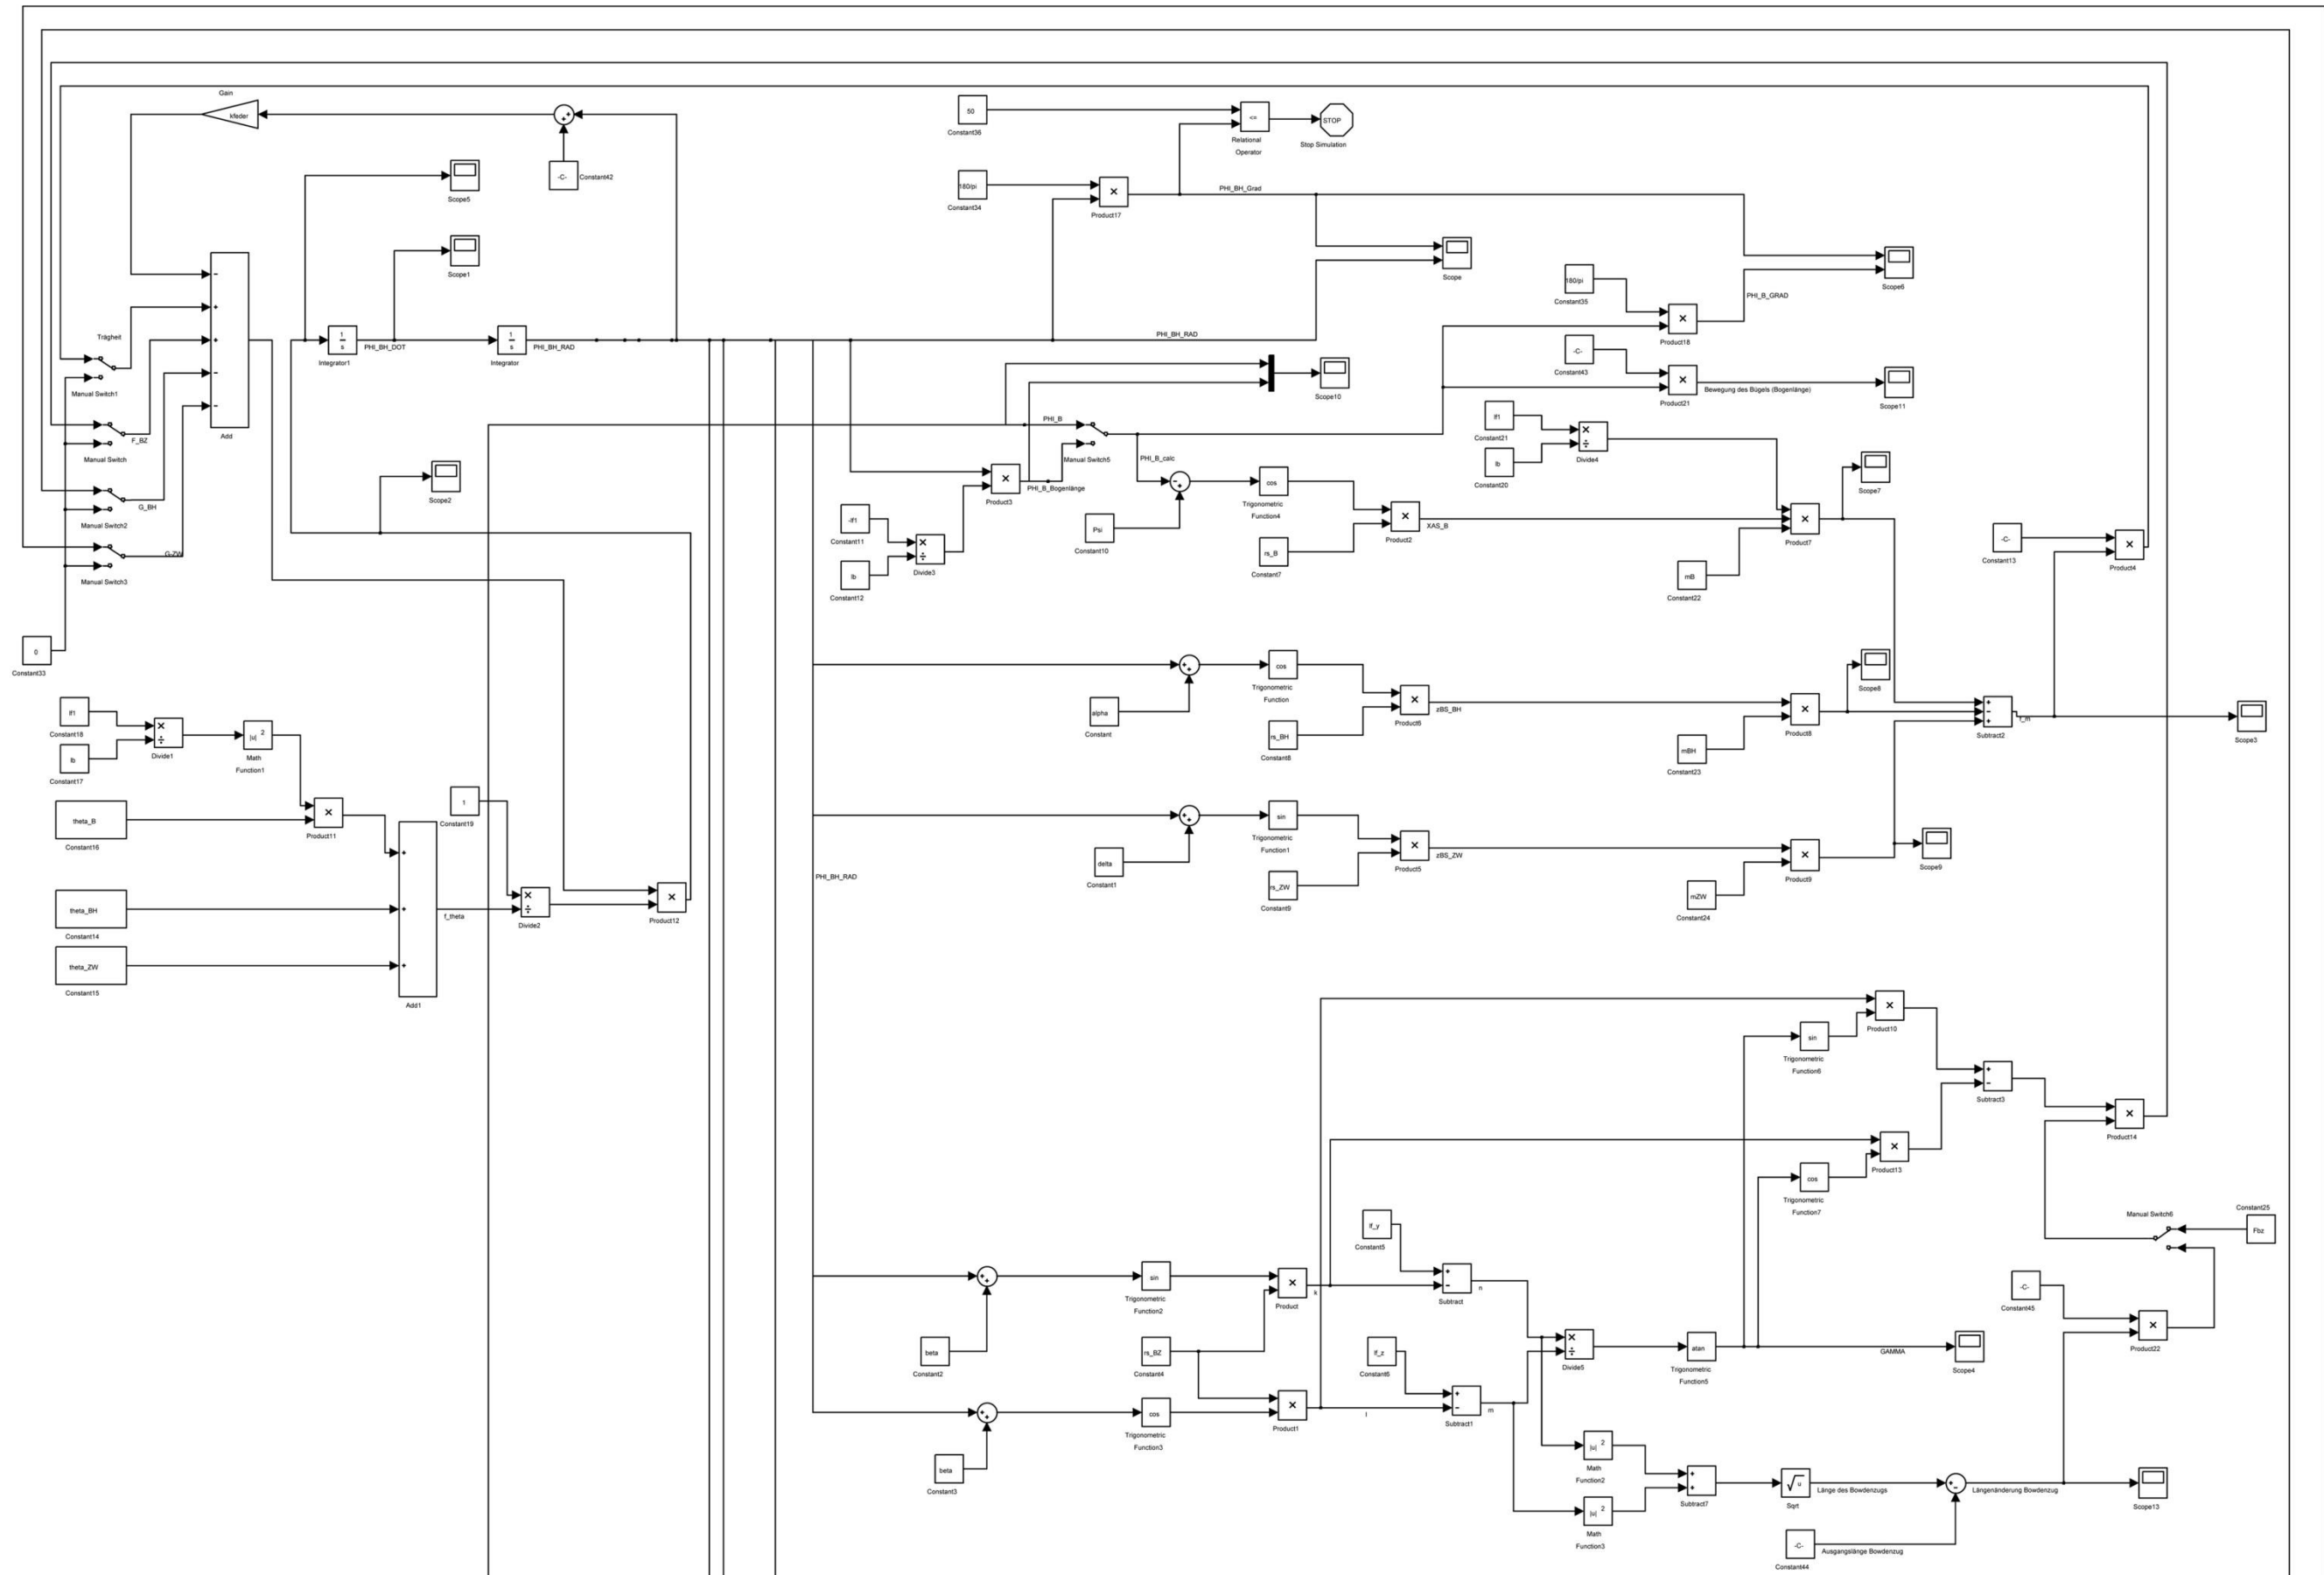 Gain
kfeder
-C-
Constant42
50
Constant36
<=
Relational
Operator
STOP
Stop Simulation
180/pi
Constant34
×
Product17
PHI_BH_Grad
Scope5
Scope1
Scope
Scope6
180/pi
Constant35
×
Product18
PHI_B_GRAD
-
+
+
-
-
Add
Trägheit
Manual Switch1
F_BZ
Manual Switch
G_BH
Manual Switch2
G-ZW
Manual Switch3
0
Constant33
1
s
Integrator1
PHI_BH_DOT
1
s
Integrator
PHI_BH_RAD
PHI_BH_RAD
Scope10
-C-
Constant43
×
Product21
Bewegung des Bügels (Bogenlänge)
Scope11
Scope2
PHI_B
Manual Switch5
PHI_B_calc
×
Product3
PHI_B_Bogenlänge
-lf1
Constant11
lb
Constant12
×
÷
Divide3
Psi
Constant10
-
+
cos
Trigonometric
Function4
rs_B
Constant7
×
Product2
XAS_B
lf1
Constant21
lb
Constant20
×
÷
Divide4
Scope7
×
Product7
mB
Constant22
-C-
Constant13
×
Product4
+
+
cos
Trigonometric
Function
alpha
Constant
rs_BH
Constant8
×
Product6
zBS_BH
×
Product8
mBH
Constant23
Scope8
+
-
+
Subtract2
f_m
Scope3
lf1
Constant18
lb
Constant17
×
÷
Divide1
|u|
2
Math
Function1
theta_B
Constant16
×
Product11
theta_BH
Constant14
theta_ZW
Constant15
+
+
+
Add1
f_theta
1
Constant19
×
÷
Divide2
×
Product12
PHI_BH_RAD
+
+
sin
Trigonometric
Function1
delta
Constant1
rs_ZW
Constant9
×
Product5
zBS_ZW
×
Product9
mZW
Constant24
Scope9
×
Product10
sin
Trigonometric
Function6
+
-
Subtract3
×
Product14
×
Product13
cos
Trigonometric
Function7
Manual Switch6
Constant25
Fbz
lf_y
Constant5
+
+
sin
Trigonometric
Function2
×
Product
k
+
-
Subtract
n
beta
Constant2
rs_BZ
Constant4
lf_z
Constant6
×
÷
Divide5
atan
Trigonometric
Function5
GAMMA
Scope4
-C-
Constant45
×
Product22
+
+
cos
Trigonometric
Function3
×
Product1
l
+
-
Subtract1
m
beta
Constant3
|u|
2
Math
Function2
|u|
2
Math
Function3
+
+
Subtract7
√u
Sqrt
Länge des Bowdenzugs
+
-
Längenänderung Bowdenzug
Scope13
-C-
Constant44
Ausgangslänge Bowdenzug